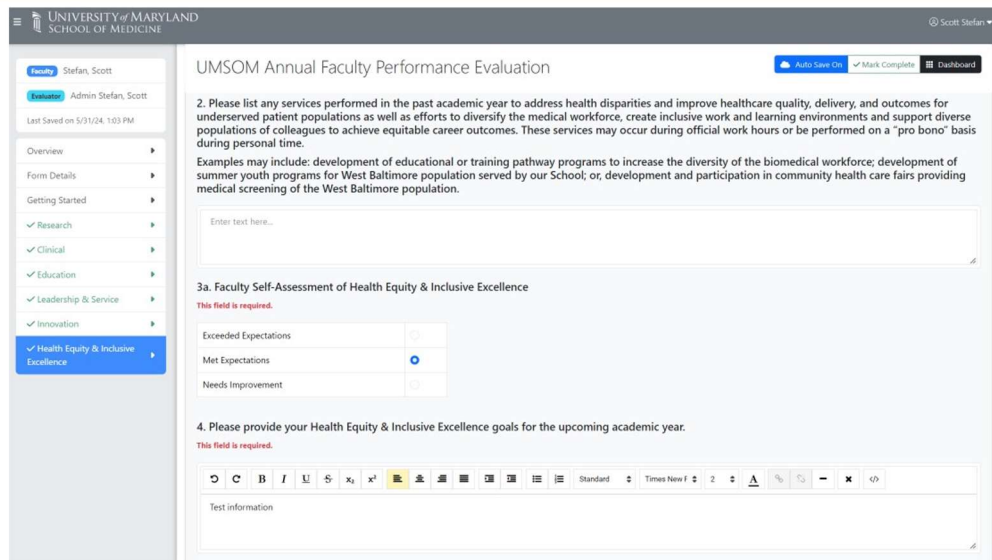 UNIVERSITY of MARYLAND
SCHOOL OF MEDICINE
Scott Stefan
Faculty Stefan, Scott
Evaluator Admin Stefan, Scott
Last Saved on 5/31/24, 1:03 PM
Overview
Form Details
Getting Started
Research
Clinical
Education
Leadership & Service
Innovation
Health Equity & Inclusive
Excellence
UMSOM Annual Faculty Performance Evaluation
Auto Save On
Mark Complete
Dashboard
2. Please list any services performed in the past academic year to address health disparities and improve healthcare quality, delivery, and outcomes for
underserved patient populations as well as efforts to diversify the medical workforce, create inclusive work and learning environments and support diverse
populations of colleagues to achieve equitable career outcomes. These services may occur during official work hours or be performed on a "pro bono" basis
during personal time.
Examples may include: development of educational or training pathway programs to increase the diversity of the biomedical workforce; development of
summer youth programs for West Baltimore population served by our School; or, development and participation in community health care fairs providing
medical screening of the West Baltimore population.
Enter text here...
3a. Faculty Self-Assessment of Health Equity & Inclusive Excellence
This field is required.
Exceeded Expectations
Met Expectations
Needs Improvement
4. Please provide your Health Equity & Inclusive Excellence goals for the upcoming academic year.
This field is required.
B I U S x₂ x² Standard Times New F 2 A </>
Test information